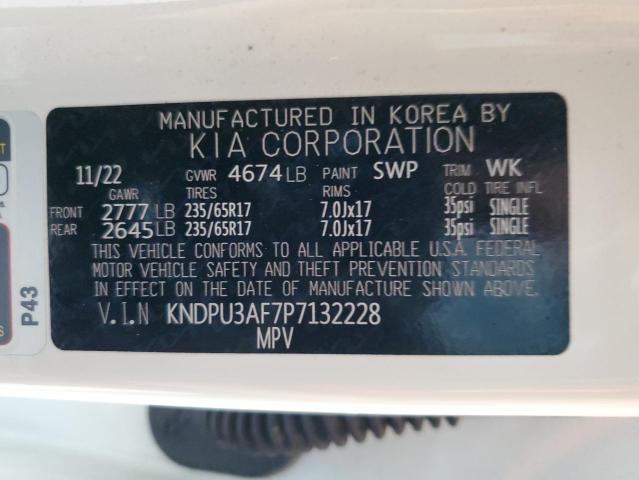 MANUFACTURED IN KOREA BY
KIA CORPORATION
11/22 GVWR 4674 LB PAINT SWP TRIM WK
GAWR TIRES RIMS COLD TIRE INFL
FRONT 2777 LB 235/65R17 7.0Jx17 35psi SINGLE
REAR 2645 LB 235/65R17 7.0Jx17 35psi SINGLE
THIS VEHICLE CONFORMS TO ALL APPLICABLE U.S.A. FEDERAL
MOTOR VEHICLE SAFETY AND THEFT PREVENTION STANDARDS
IN EFFECT ON THE DATE OF MANUFACTURE SHOWN ABOVE.
V.I.N KNDPU3AF7P7132228
MPV
P43